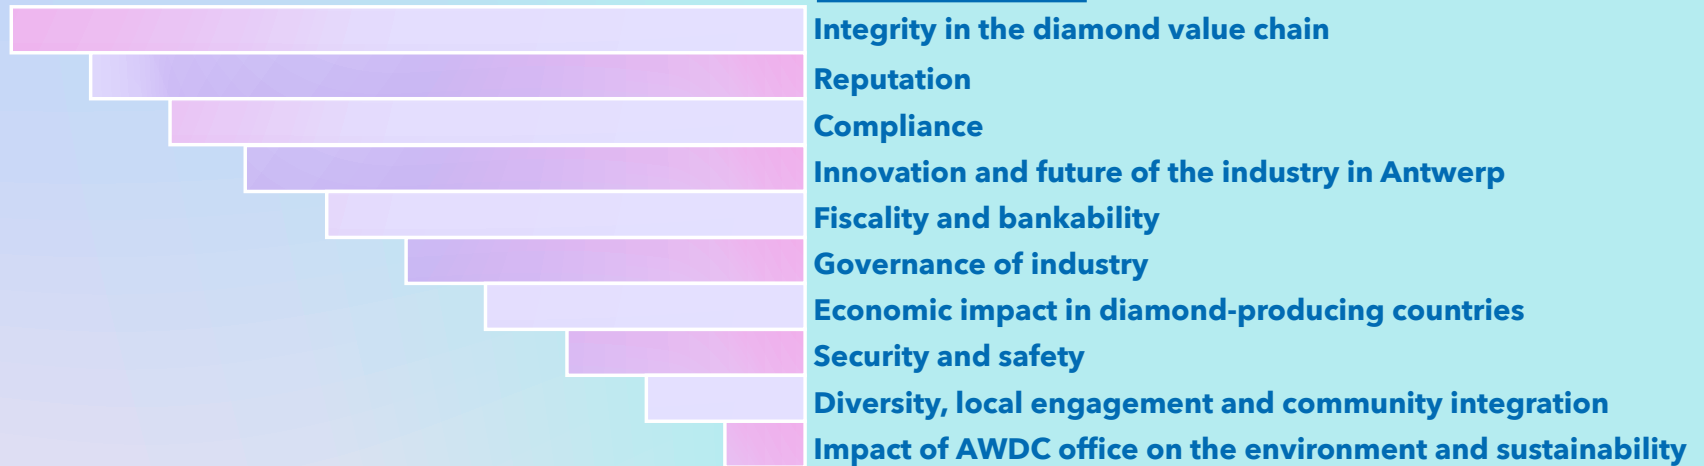 Integrity in the diamond value chain
Reputation
Compliance
Innovation and future of the industry in Antwerp
Fiscality and bankability
Governance of industry
Economic impact in diamond-producing countries
Security and safety
Diversity, local engagement and community integration
Impact of AWDC office on the environment and sustainability